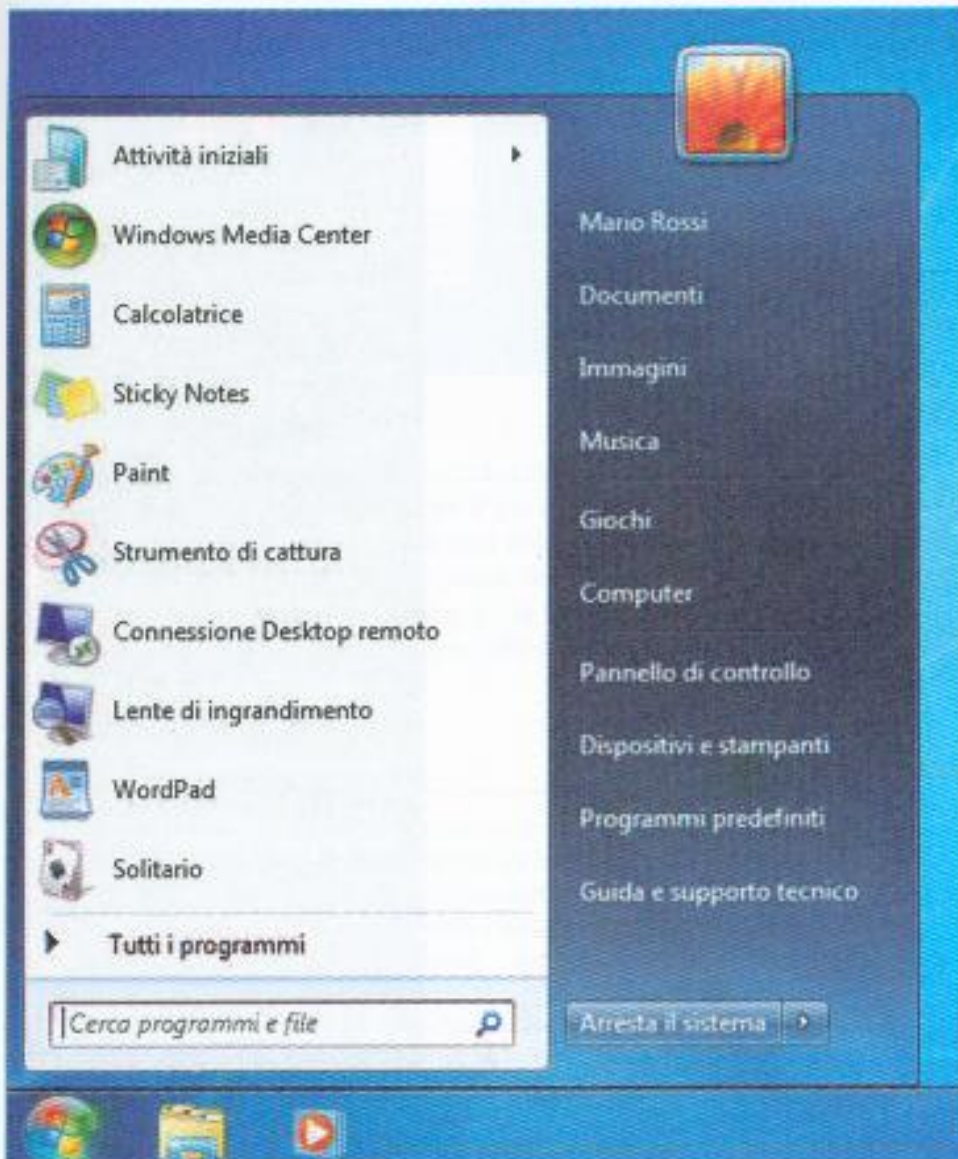 Attività iniziali
Windows Media Center
Calcolatrice
Sticky Notes
Paint
Strumento di cattura
Connessione Desktop remoto
Lente di ingrandimento
WordPad
Solitario
Tutti i programmi
Cerca programmi e file
Mario Rossi
Documenti
Immagini
Musica
Giochi
Computer
Pannello di controllo
Dispositivi e stampanti
Programmi predefiniti
Guida e supporto tecnico
Arresta il sistema